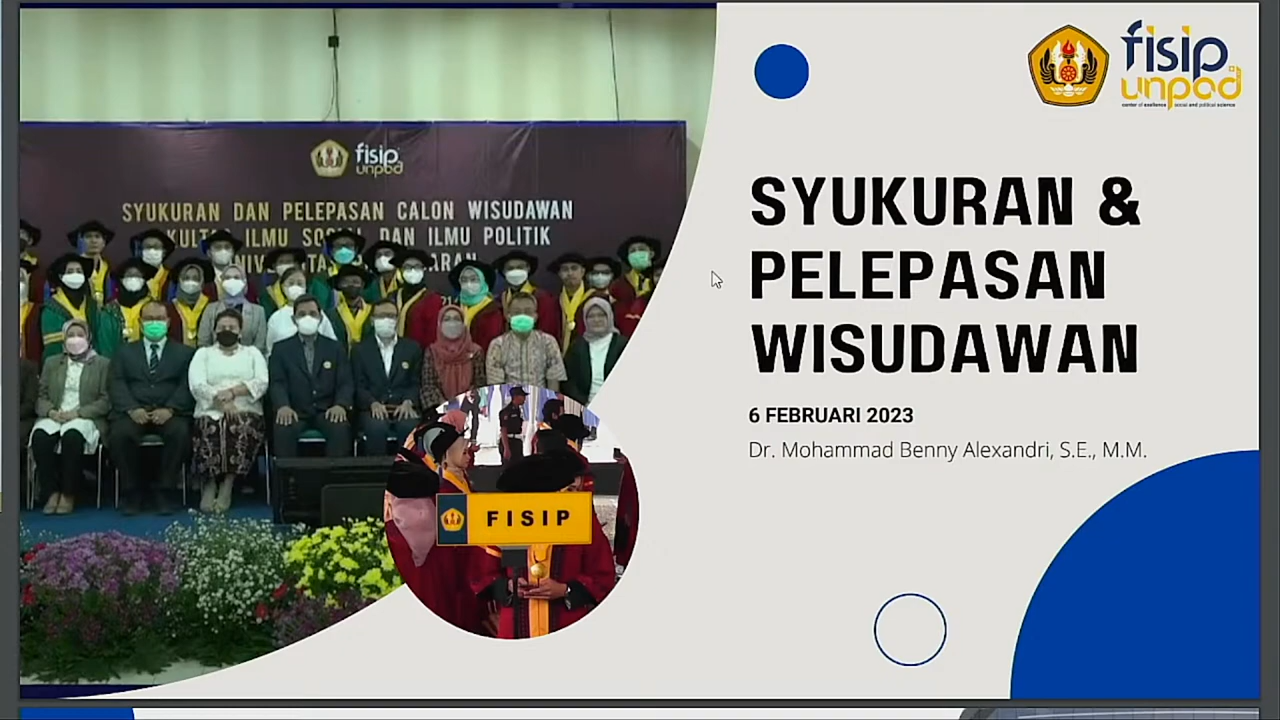 fisip
unpad
center of excellence social and political science
SYUKURAN &
PELEPASAN
WISUDAWAN
6 FEBRUARI 2023
Dr. Mohammad Benny Alexandri, S.E., M.M.
fisip
unpad
SYUKURAN DAN PELEPASAN CALON WISUDAWAN
ILMU DAN ILMU POLITIK
FISIP